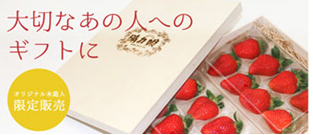 大切なあの人への
ギフトに
オリジナル木箱入
限定販売